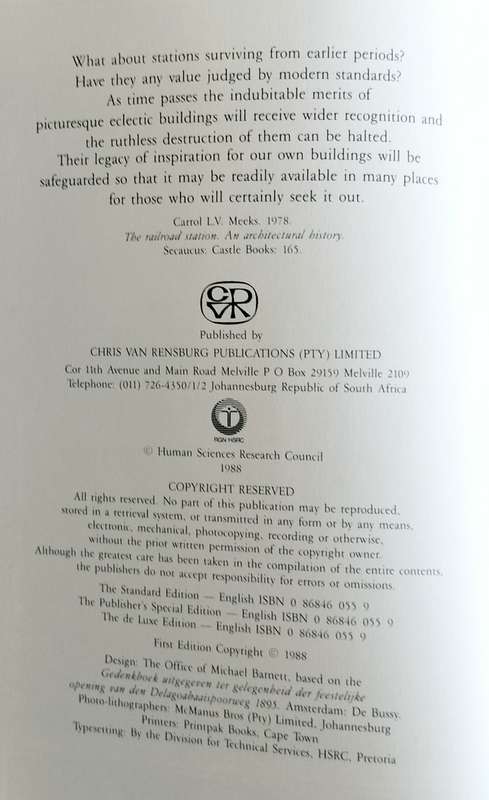 What about stations surviving from earlier periods?
Have they any value judged by modern standards?
As time passes the indubitable merits of
picturesque eclectic buildings will receive wider recognition and
the ruthless destruction of them can be halted.
Their legacy of inspiration for our own buildings will be
safeguarded so that it may be readily available in many places
for those who will certainly seek it out.
Carrol L.V. Meeks. 1978.
The railroad station. An architectural history.
Secaucus: Castle Books: 165.
CvR
Published by
CHRIS VAN RENSBURG PUBLICATIONS (PTY) LIMITED
Cor 11th Avenue and Main Road Melville P O Box 29159 Melville 2109
Telephone: (011) 726-4350/1/2 Johannesburg Republic of South Africa
RGN HSRC
© Human Sciences Research Council
1988
COPYRIGHT RESERVED
All rights reserved. No part of this publication may be reproduced,
stored in a retrieval system, or transmitted in any form or by any means,
electronic, mechanical, photocopying, recording or otherwise,
without the prior written permission of the copyright owner.
Although the greatest care has been taken in the compilation of the entire contents,
the publishers do not accept responsibility for errors or omissions.
The Standard Edition — English ISBN 0 86846 055 9
The Publisher's Special Edition — English ISBN 0 86846 055 9
The de Luxe Edition — English ISBN 0 86846 055 9
First Edition Copyright © 1988
Design: The Office of Michael Barnett, based on the
Gedenkboek uitgegeven ter gelegenheid der feestelijke
opening van den Delagoabaaispoorweg 1895. Amsterdam: De Bussy.
Photo-lithographers: McManus Bros (Pty) Limited, Johannesburg
Printers: Printpak Books, Cape Town
Typesetting: By the Division for Technical Services, HSRC, Pretoria